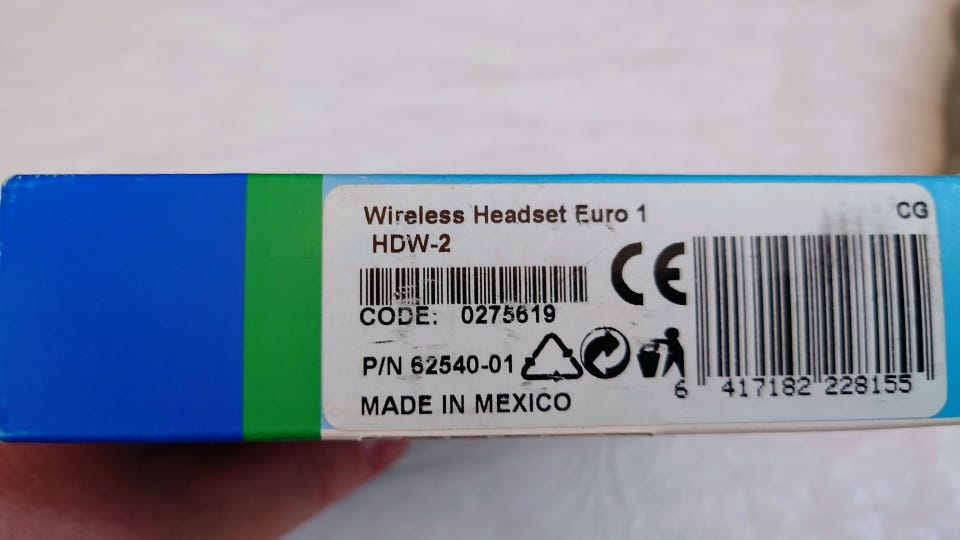 Wireless Headset Euro 1
CG
HDW-2
CE
CODE: 0275619
P/N 62540-01
MADE IN MEXICO
6 417182 228155